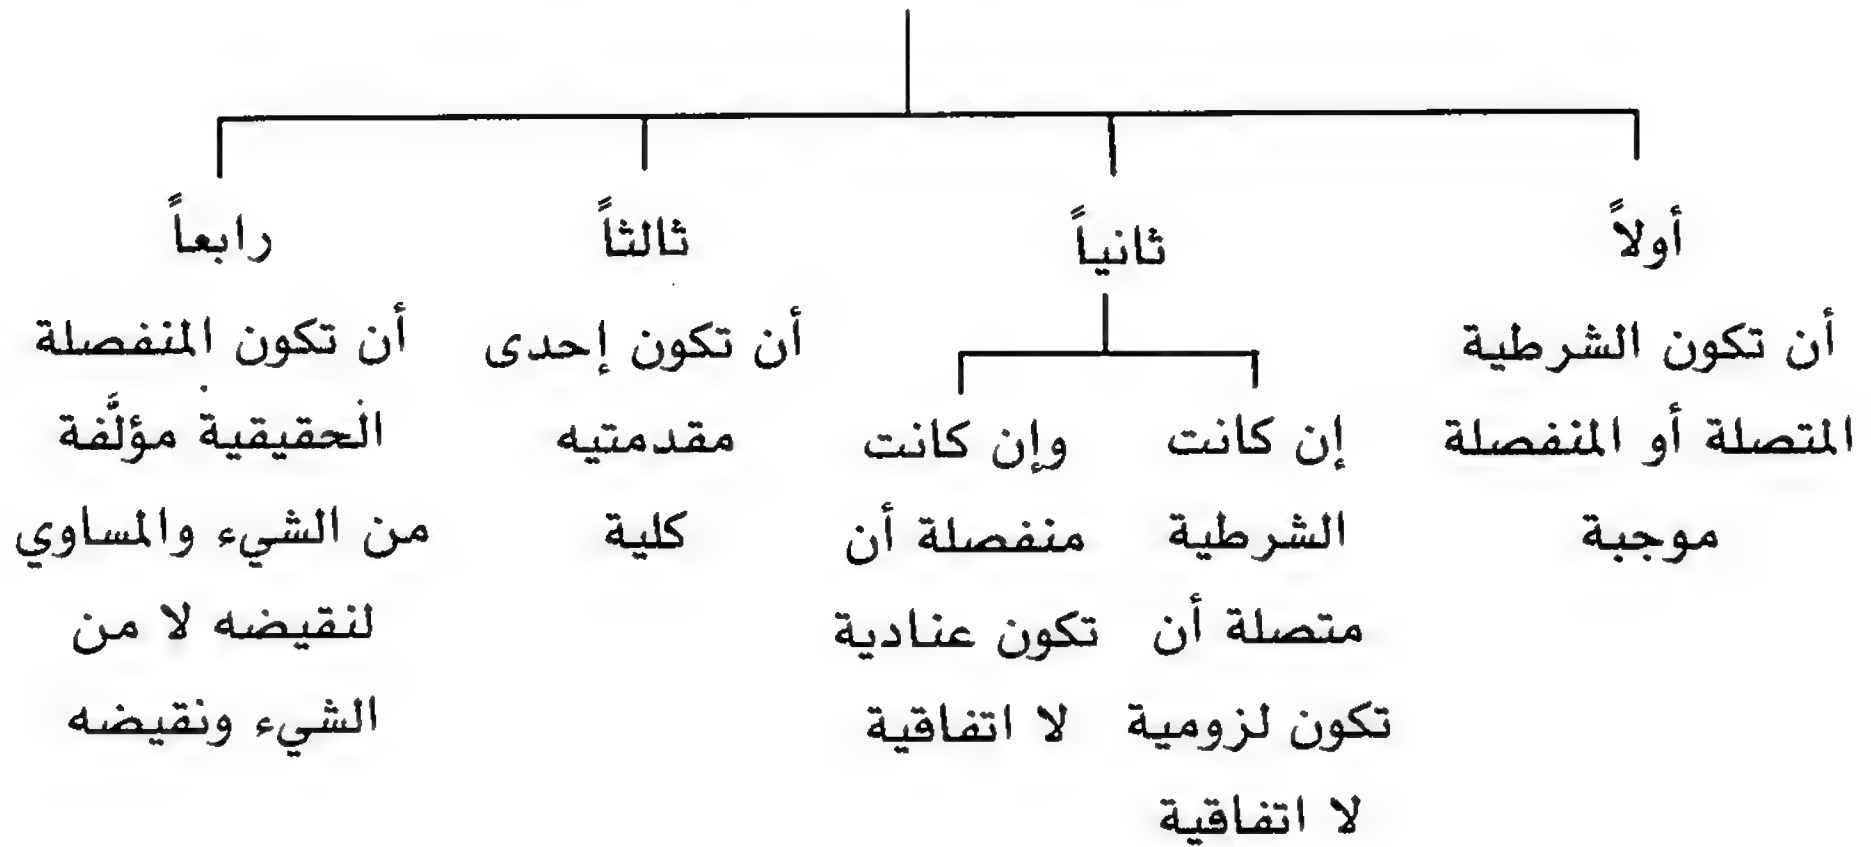 أولاً
أن تكون الشرطية
المتصلة أو المنفصلة
موجبة
ثانياً
إن كانت
الشرطية
متصلة أن
تكون لزومية
لا اتفاقية
وإن كانت
منفصلة أن
تكون عنادية
لا اتفاقية
ثالثاً
أن تكون إحدى
مقدمتيه
كلية
رابعاً
أن تكون المنفصلة
الحقيقية مؤلَّفة
من الشيء والمساوي
لنقيضه لا من
الشيء ونقيضه